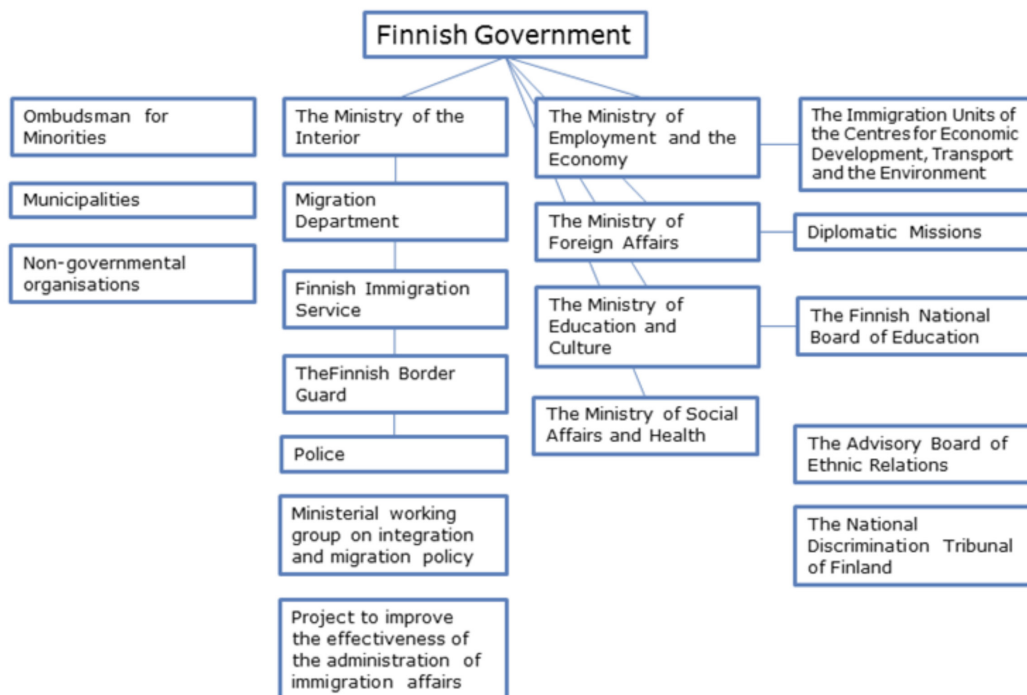 Finnish Government
Ombudsman for
Minorities
Municipalities
Non-governmental
organisations
The Ministry of the
Interior
Migration
Department
Finnish Immigration
Service
TheFinnish Border
Guard
Police
Ministerial working
group on integration
and migration policy
Project to improve
the effectiveness of
the administration of
immigration affairs
The Ministry of
Employment and the
Economy
The Ministry of
Foreign Affairs
The Ministry of
Education and
Culture
The Ministry of Social
Affairs and Health
The Immigration Units of
the Centres for Economic
Development, Transport
and the Environment
Diplomatic Missions
The Finnish National
Board of Education
The Advisory Board of
Ethnic Relations
The National
Discrimination Tribunal
of Finland